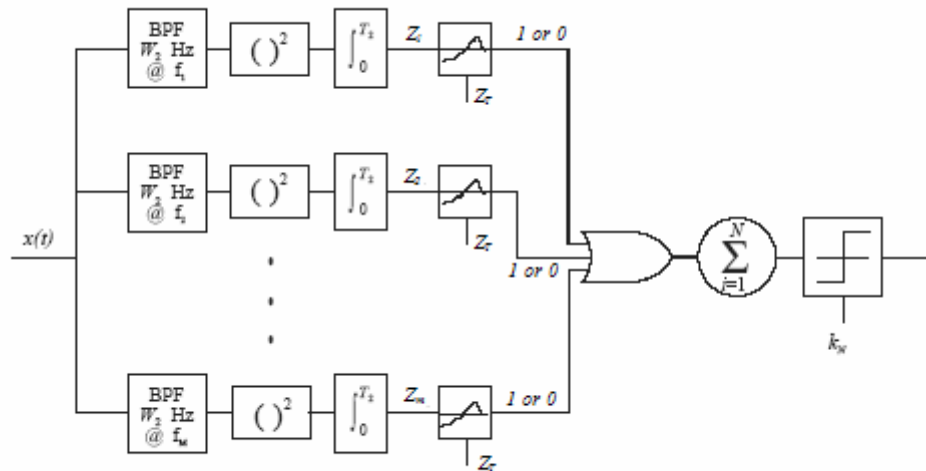 BPF
W₂ Hz
@ f₁
( )²
∫₀^T₂
Z₁
1 or 0
Z_T
BPF
W₂ Hz
@ f₂
( )²
∫₀^T₂
Z₂
1 or 0
Z_T
x(t)
N
∑
i=1
k_N
BPF
W₂ Hz
@ f_M
( )²
∫₀^T₂
Z_m
1 or 0
Z_T